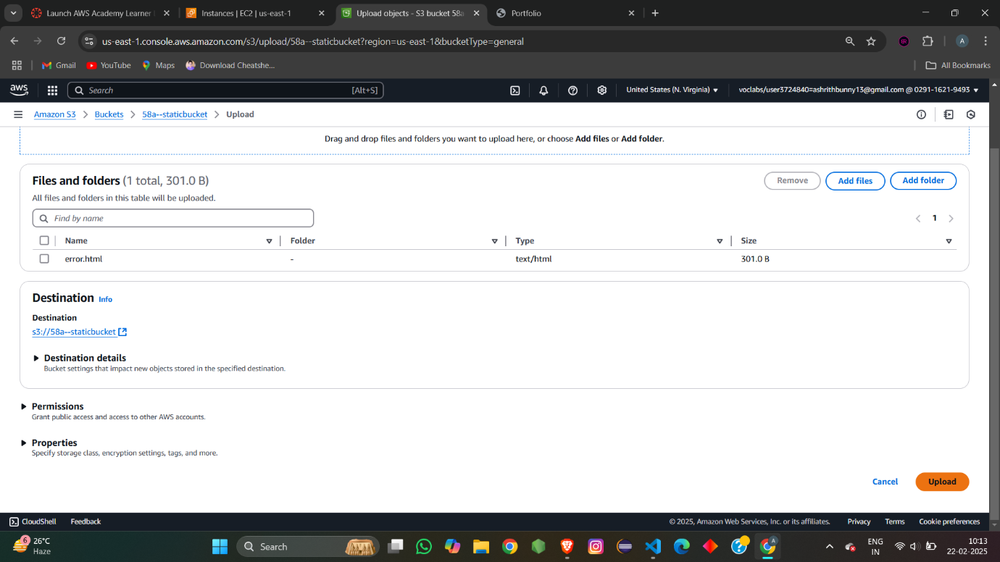 Launch AWS Academy Learner
Instances | EC2 | us-east-1
Upload objects - S3 bucket 58a
Portfolio
us-east-1.console.aws.amazon.com/s3/upload/58a--staticbucket?region=us-east-1&bucketType=general
A
Gmail
YouTube
Maps
Download Cheatshe...
All Bookmarks
aws
Search
[Alt+S]
United States (N. Virginia)
voclabs/user3724840=ashrithbunny13@gmail.com @ 0291-1621-9493
Amazon S3
Buckets
58a--staticbucket
Upload
Drag and drop files and folders you want to upload here, or choose Add files or Add folder.
Files and folders (1 total, 301.0 B)
Remove
Add files
Add folder
All files and folders in this table will be uploaded.
Find by name
1
Name
Folder
Type
Size
error.html
-
text/html
301.0 B
Destination Info
Destination
s3://58a--staticbucket
Destination details
Bucket settings that impact new objects stored in the specified destination.
Permissions
Grant public access and access to other AWS accounts.
Properties
Specify storage class, encryption settings, tags, and more.
Cancel
Upload
CloudShell
Feedback
© 2025, Amazon Web Services, Inc. or its affiliates.
Privacy
Terms
Cookie preferences
6
26°C
Haze
Search
A
ENG
IN
10:13
22-02-2025